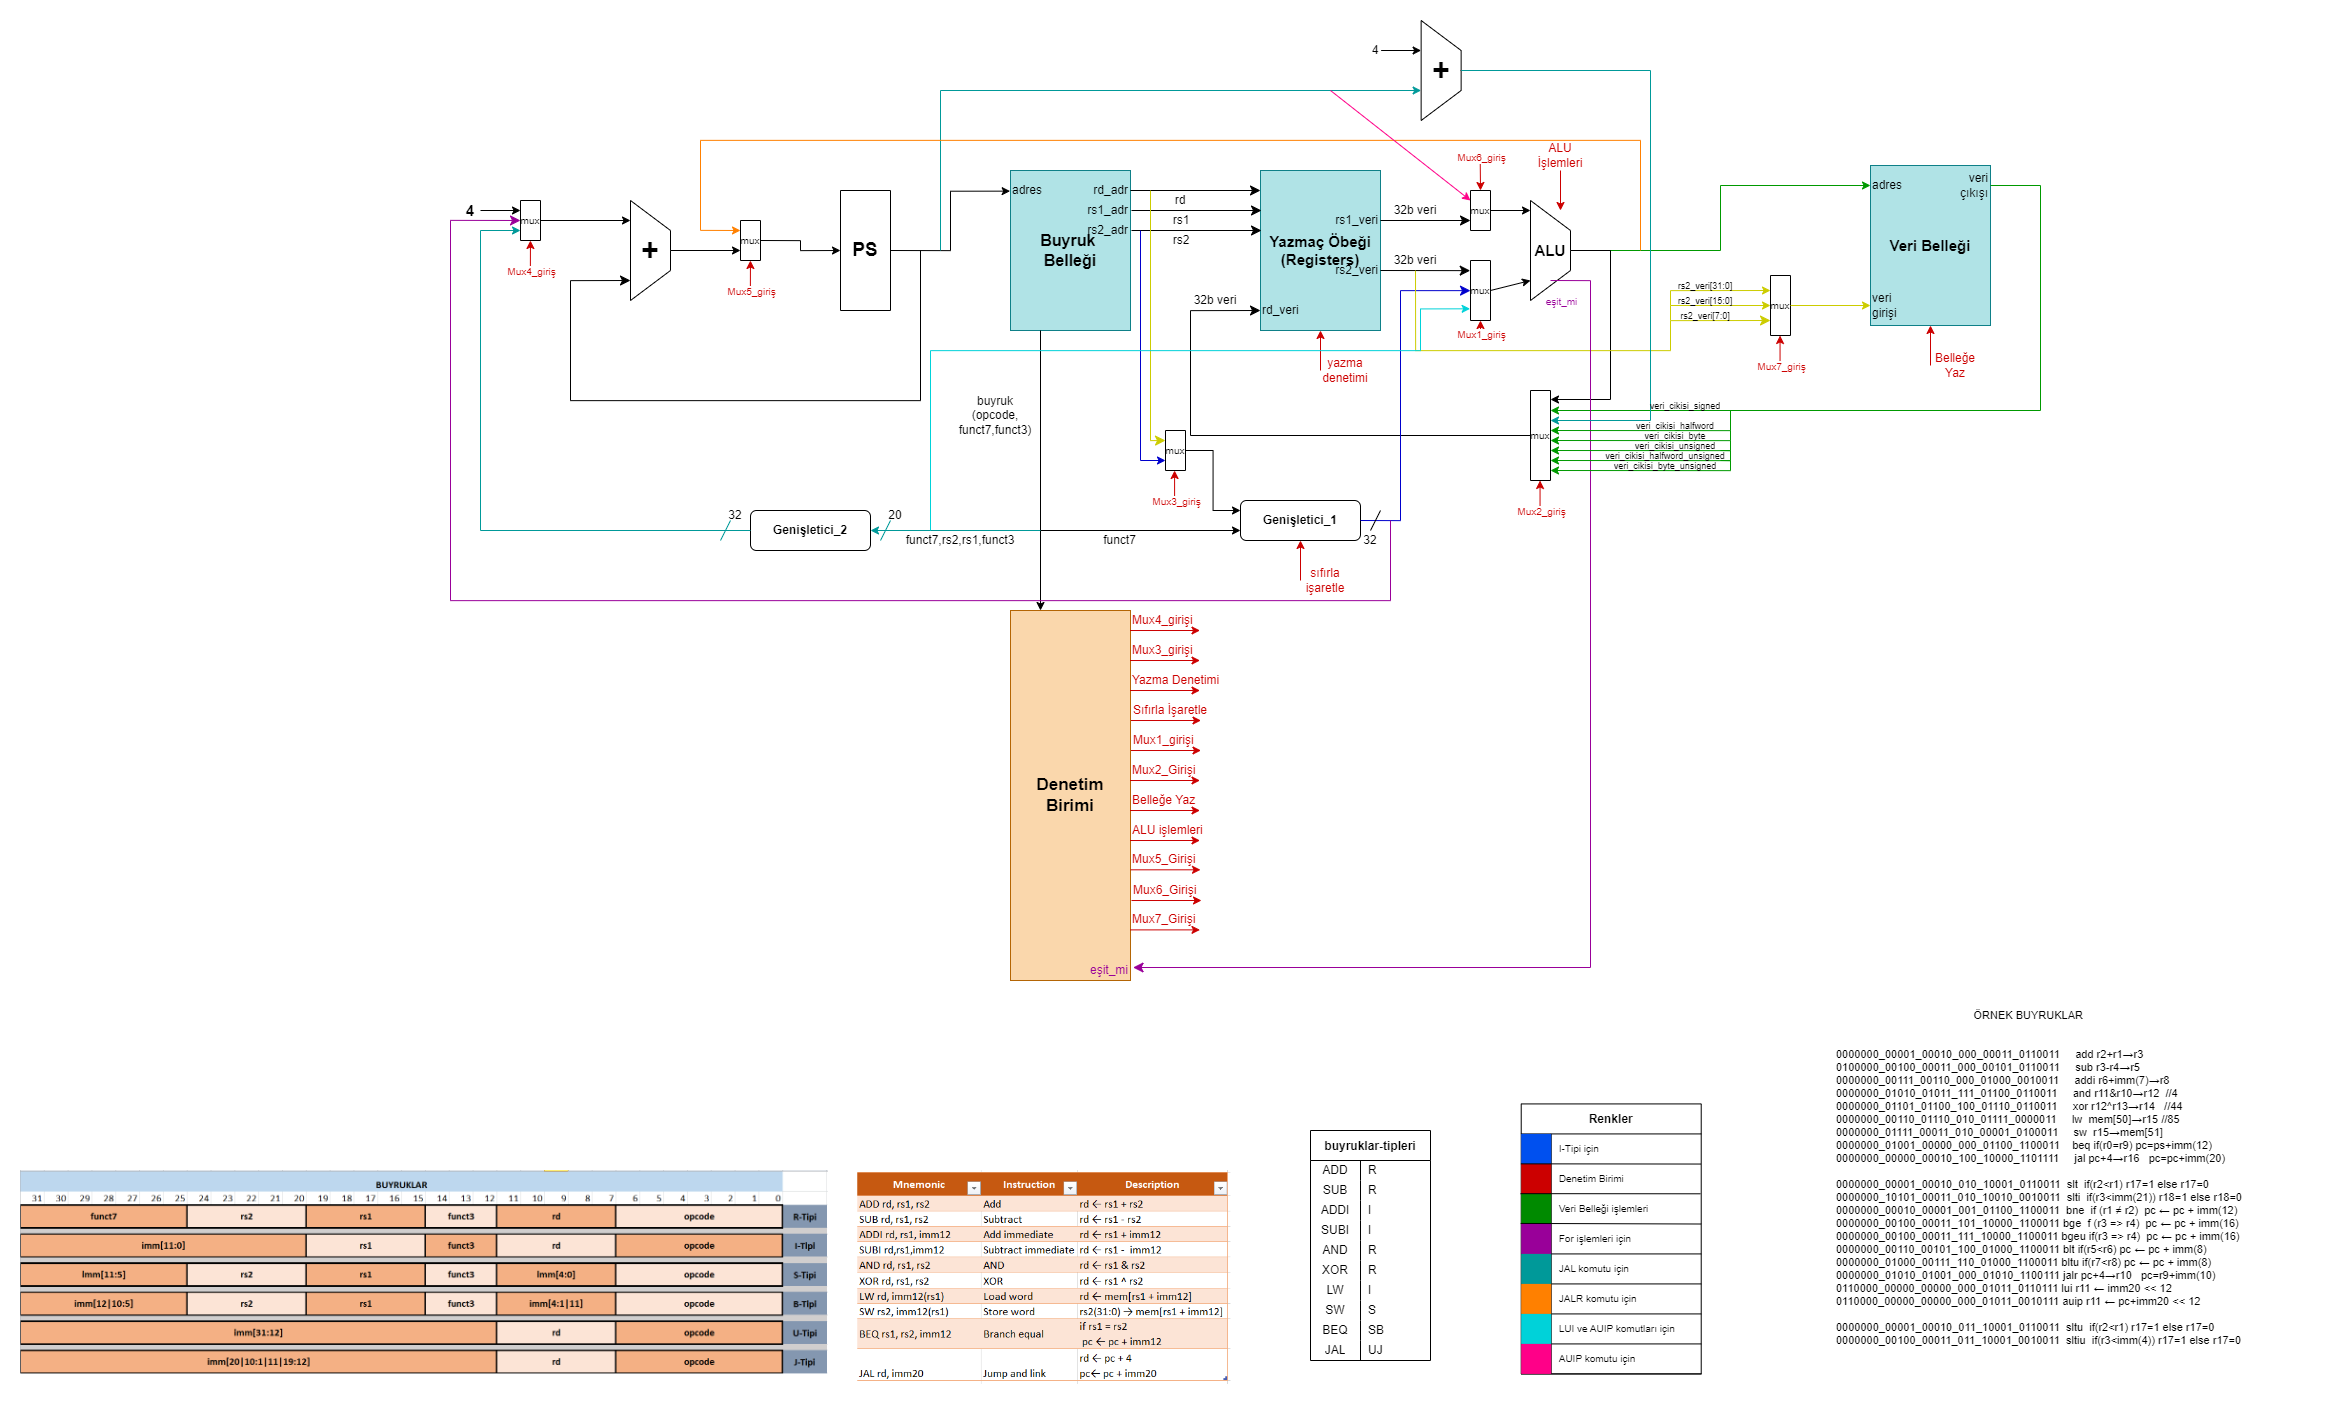 4
+
4
mux
Mux4_giriş
+
mux
Mux5_giriş
PS
adres
rd_adr
rs1_adr
rs2_adr
Buyruk
Belleği
rd
rs1
rs2
Yazmaç Öbeği
(Registers)
rs1_veri
rs2_veri
rd_veri
32b veri
32b veri
32b veri
yazma
denetimi
Mux6_giriş
mux
mux
Mux1_giriş
ALU
İşlemleri
ALU
eşit_mi
rs2_veri[31:0]
rs2_veri[15:0]
rs2_veri[7:0]
mux
Mux7_giriş
adres
veri
çıkışı
Veri Belleği
veri
girişi
Belleğe
Yaz
veri_cikisi_signed
veri_cikisi_halfword
veri_cikisi_byte
veri_cikisi_unsigned
veri_cikisi_halfword_unsigned
veri_cikisi_byte_unsigned
mux
Mux2_giriş
buyruk
(opcode,
funct7,funct3)
mux
Mux3_giriş
32
Genişletici_2
20
funct7,rs2,rs1,funct3
funct7
Genişletici_1
32
sıfırla
işaretle
Denetim
Birimi
Mux4_girişi
Mux3_girişi
Yazma Denetimi
Sıfırla İşaretle
Mux1_girişi
Mux2_Girişi
Belleğe Yaz
ALU işlemleri
Mux5_Girişi
Mux6_Girişi
Mux7_Girişi
eşit_mi
BUYRUKLAR
31 30 29 28 27 26 25 24 23 22 21 20 19 18 17 16 15 14 13 12 11 10 9 8 7 6 5 4 3 2 1 0
funct7 rs2 rs1 funct3 rd opcode R-Tipi
imm[11:0] rs1 funct3 rd opcode I-Tipi
Imm[11:5] rs2 rs1 funct3 Imm[4:0] opcode S-Tipi
imm[12|10:5] rs2 rs1 funct3 imm[4:1|11] opcode B-Tipi
Imm[31:12] rd opcode U-Tipi
imm[20|10:1|11|19:12] rd opcode J-Tipi
Mnemonic Instruction Description
ADD rd, rs1, rs2 Add rd ← rs1 + rs2
SUB rd, rs1, rs2 Subtract rd ← rs1 - rs2
ADDI rd, rs1, imm12 Add immediate rd ← rs1 + imm12
SUBI rd,rs1,imm12 Subtract immediate rd ← rs1 - imm12
AND rd, rs1, rs2 AND rd ← rs1 & rs2
XOR rd, rs1, rs2 XOR rd ← rs1 ^ rs2
LW rd, imm12(rs1) Load word rd ← mem[rs1 + imm12]
SW rs2, imm12(rs1) Store word rs2(31:0) → mem[rs1 + imm12]
BEQ rs1, rs2, imm12 Branch equal if rs1 = rs2
pc ← pc + imm12
rd ← pc + 4
JAL rd, imm20 Jump and link pc← pc + imm20
buyruklar-tipleri
ADD R
SUB R
ADDI I
SUBI I
AND R
XOR R
LW I
SW S
BEQ SB
JAL UJ
Renkler
I-Tipi için
Denetim Birimi
Veri Belleği işlemleri
For işlemleri için
JAL komutu için
JALR komutu için
LUI ve AUIP komutları için
AUIP komutu için
ÖRNEK BUYRUKLAR
0000000_00001_00010_000_00011_0110011 add r2+r1→r3
0100000_00100_00011_000_00101_0110011 sub r3-r4→r5
0000000_00111_00110_000_01000_0010011 addi r6+imm(7)→r8
0000000_01010_01011_111_01100_0110011 and r11&r10→r12 //4
0000000_01101_01100_100_01110_0110011 xor r12^r13→r14 //44
0000000_00110_01110_010_01111_0000011 lw mem[50]→r15 //85
0000000_01111_00011_010_00001_0100011 sw r15→mem[51]
0000000_01001_00000_000_01100_1100011 beq if(r0=r9) pc=ps+imm(12)
0000000_00000_00010_100_10000_1101111 jal pc+4→r16 pc=pc+imm(20)
0000000_00001_00010_010_10001_0110011 slt if(r2<r1) r17=1 else r17=0
0000000_10101_00011_010_10010_0010011 slti if(r3<imm(21)) r18=1 else r18=0
0000000_00010_00001_001_01100_1100011 bne if (r1 ≠ r2) pc ← pc + imm(12)
0000000_00100_00011_101_10000_1100011 bge f (r3 => r4) pc ← pc + imm(16)
0000000_00100_00011_111_10000_1100011 bgeu if(r3 => r4) pc ← pc + imm(16)
0000000_00110_00101_100_01000_1100011 blt if(r5<r6) pc ← pc + imm(8)
0000000_01000_00111_110_01000_1100011 bltu if(r7<r8) pc ← pc + imm(8)
0000000_01010_01001_000_01010_1100111 jalr pc+4→r10 pc=r9+imm(10)
0110000_00000_00000_000_01011_0110111 lui r11 ← imm20 << 12
0110000_00000_00000_000_01011_0010111 auip r11 ← pc+imm20 << 12
0000000_00001_00010_011_10001_0110011 sltu if(r2<r1) r17=1 else r17=0
0000000_00100_00011_011_10001_0010011 sltiu if(r3<imm(4)) r17=1 else r17=0